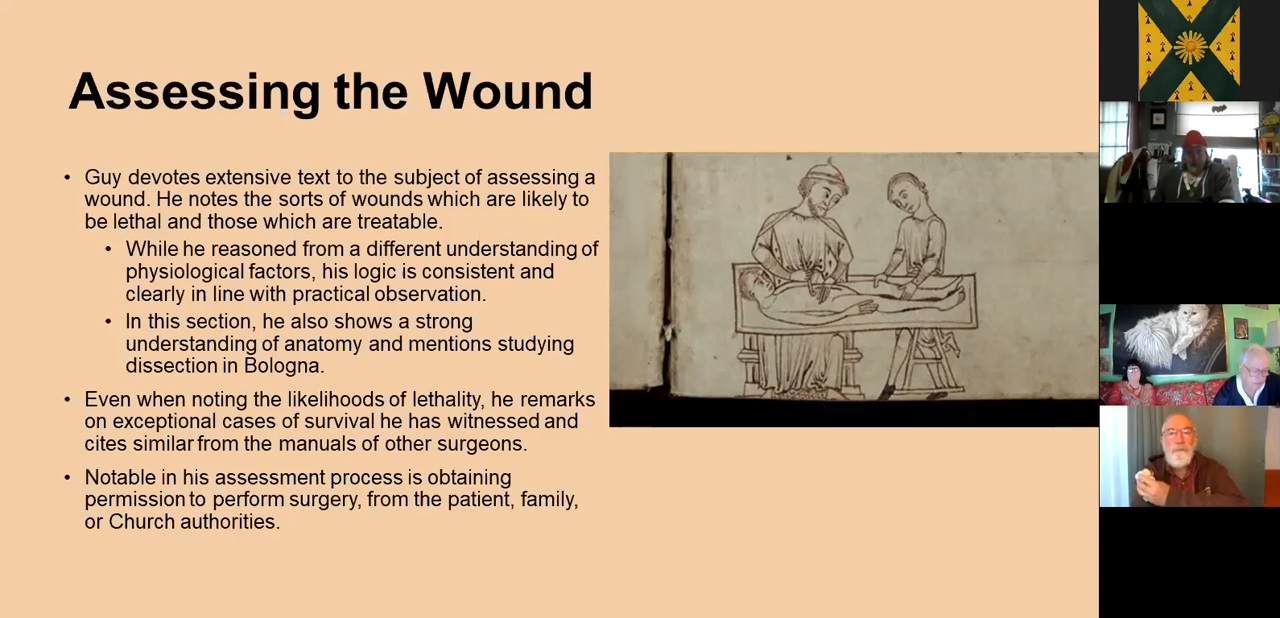 Assessing the Wound
• Guy devotes extensive text to the subject of assessing a
wound. He notes the sorts of wounds which are likely to
be lethal and those which are treatable.
• While he reasoned from a different understanding of
physiological factors, his logic is consistent and
clearly in line with practical observation.
• In this section, he also shows a strong
understanding of anatomy and mentions studying
dissection in Bologna.
• Even when noting the likelihoods of lethality, he remarks
on exceptional cases of survival he has witnessed and
cites similar from the manuals of other surgeons.
• Notable in his assessment process is obtaining
permission to perform surgery, from the patient, family,
or Church authorities.